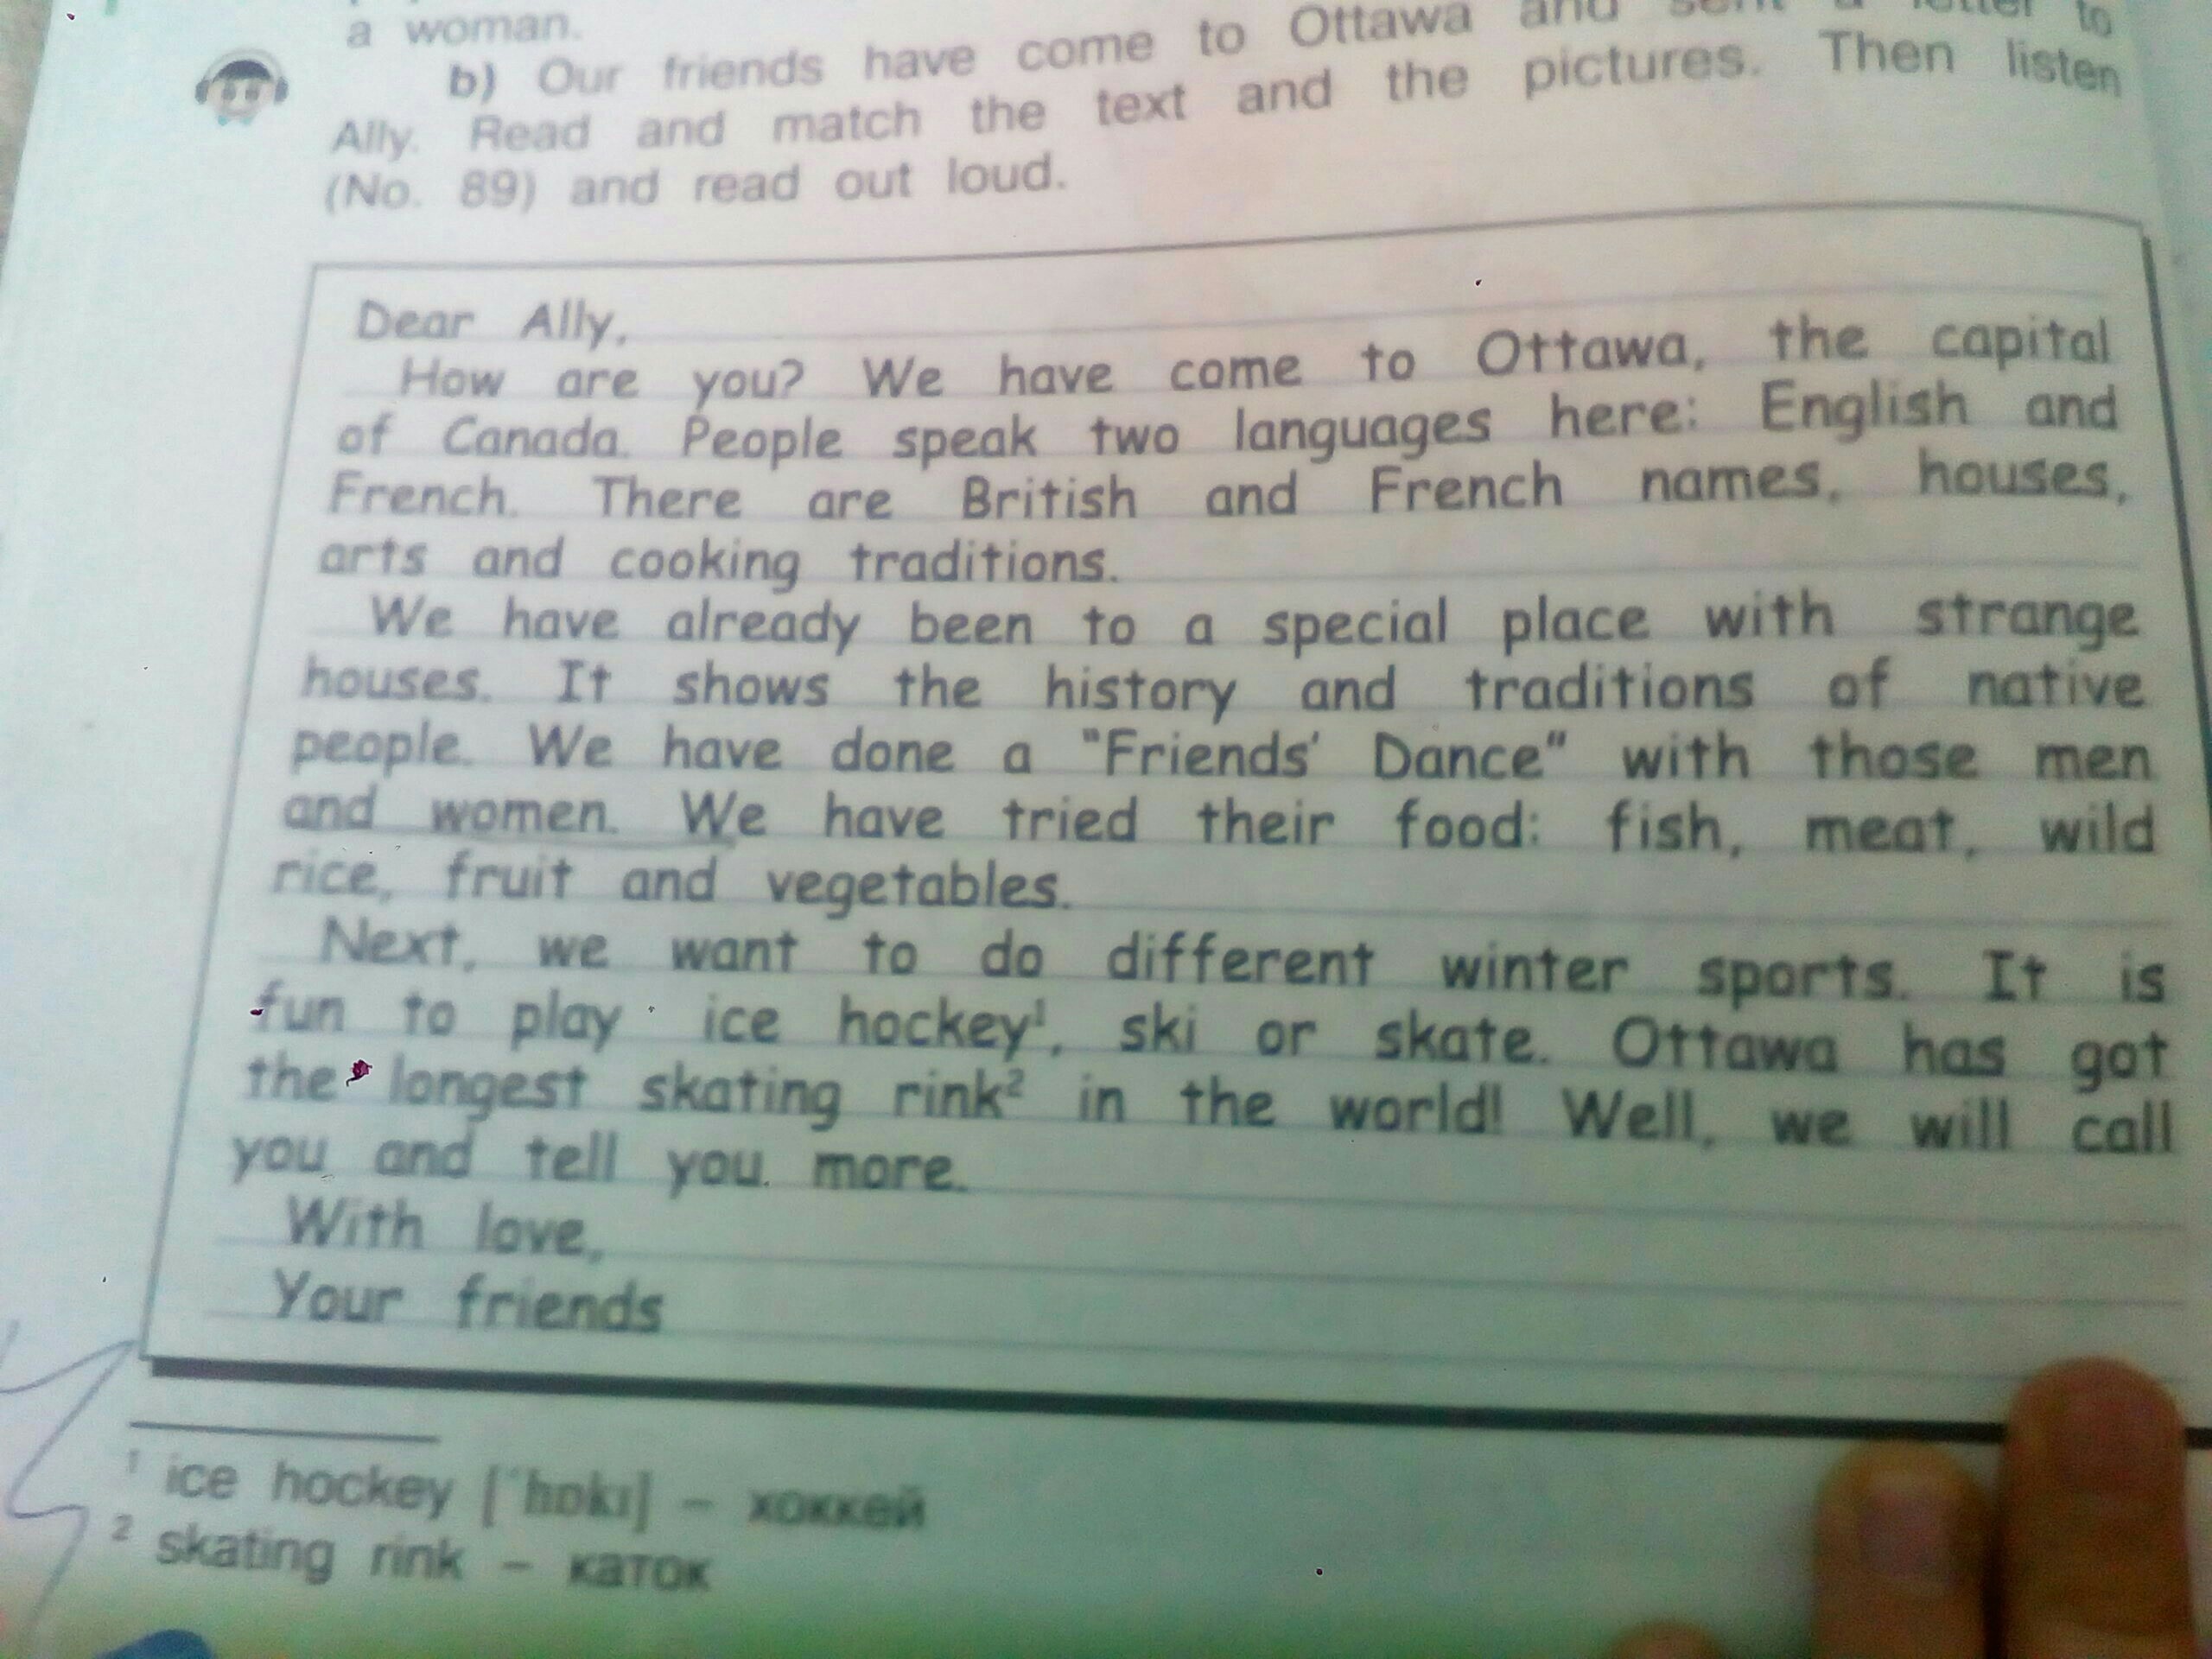 a woman.
b) Our friends have come to Ottawa and sent a letter to
Ally. Read and match the text and the pictures. Then listen
(No. 89) and read out loud.
Dear Ally,
How are you? We have come to Ottawa, the capital
of Canada. People speak two languages here: English and
French. There are British and French names, houses,
arts and cooking traditions.
We have already been to a special place with strange
houses. It shows the history and traditions of native
people. We have done a "Friends' Dance" with those men
and women. We have tried their food: fish, meat, wild
rice, fruit and vegetables.
Next, we want to do different winter sports. It is
fun to play ice hockey¹, ski or skate. Ottawa has got
the longest skating rink² in the world! Well, we will call
you and tell you more.
With love,
Your friends
¹ ice hockey [ˈhɒkɪ] – хоккей
² skating rink – каток